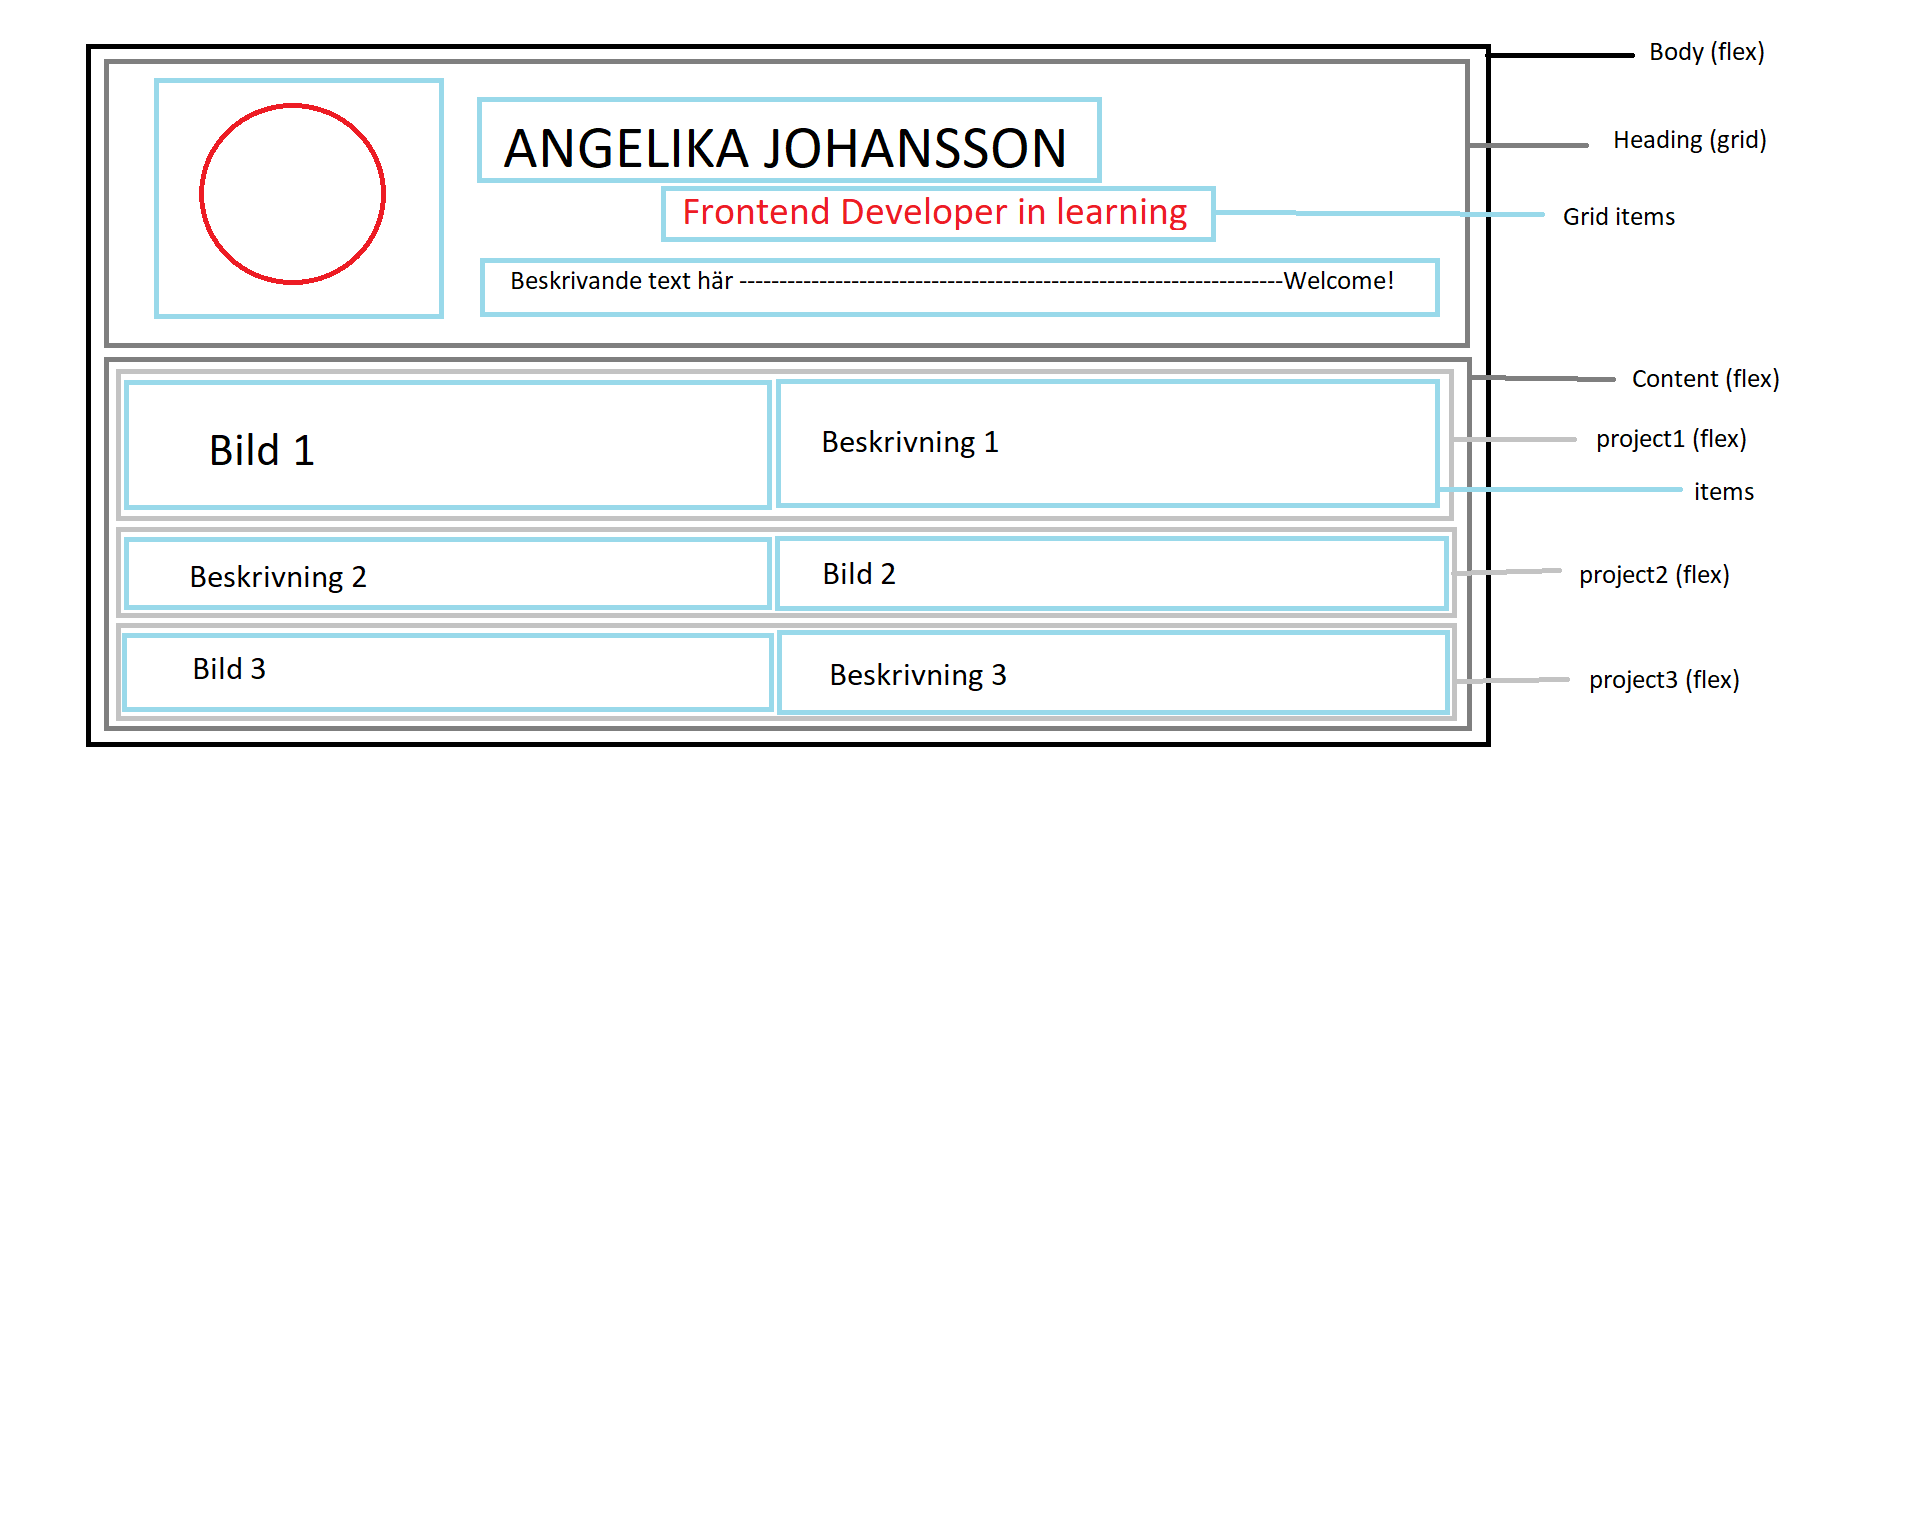 Body (flex)
ANGELIKA JOHANSSON
Heading (grid)
Frontend Developer in learning
Grid items
Beskrivande text här --------------------------------------------------------------------Welcome!
Content (flex)
Bild 1
Beskrivning 1
project1 (flex)
items
Beskrivning 2
Bild 2
project2 (flex)
Bild 3
Beskrivning 3
project3 (flex)